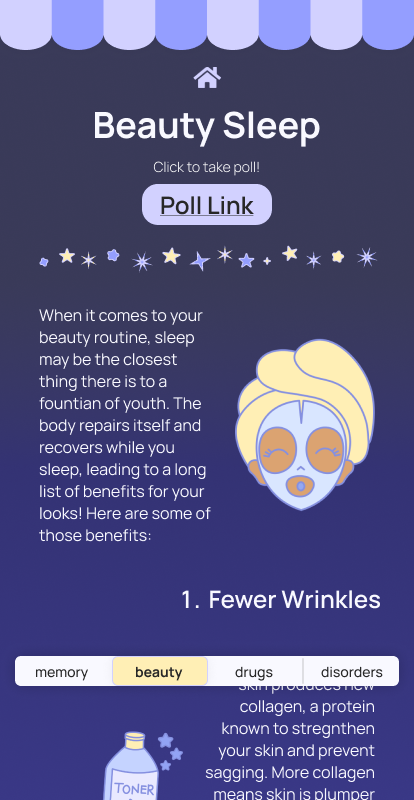 Beauty Sleep
Click to take poll!
Poll Link
When it comes to your
beauty routine, sleep
may be the closest
thing there is to a
fountian of youth. The
body repairs itself and
recovers while you
sleep, leading to a long
list of benefits for your
looks! Here are some of
those benefits:
1. Fewer Wrinkles
memory beauty drugs disorders
skin produces new
collagen, a protein
known to stregnthen
your skin and prevent
sagging. More collagen
means skin is plumper
TONER